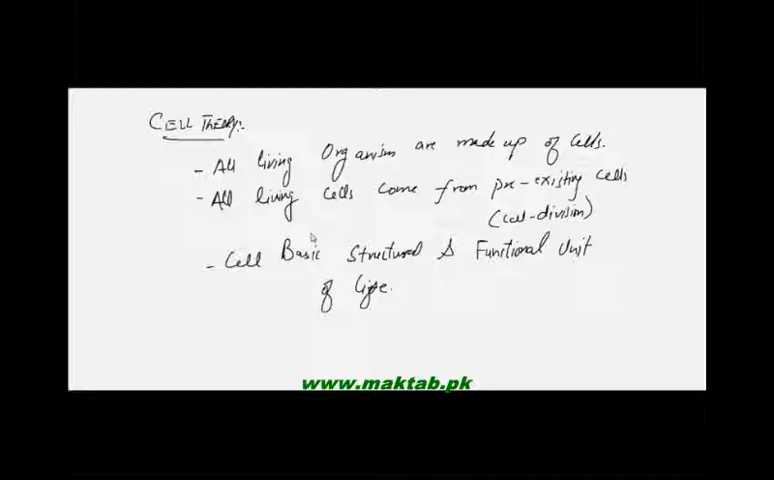 CELL THEORY:
- All living Organism are made up of Cells.
- All living Cells come from pre-existing cells
(cell-division)
- Cell Basic Structural & Functional Unit
of life.
www.maktab.pk